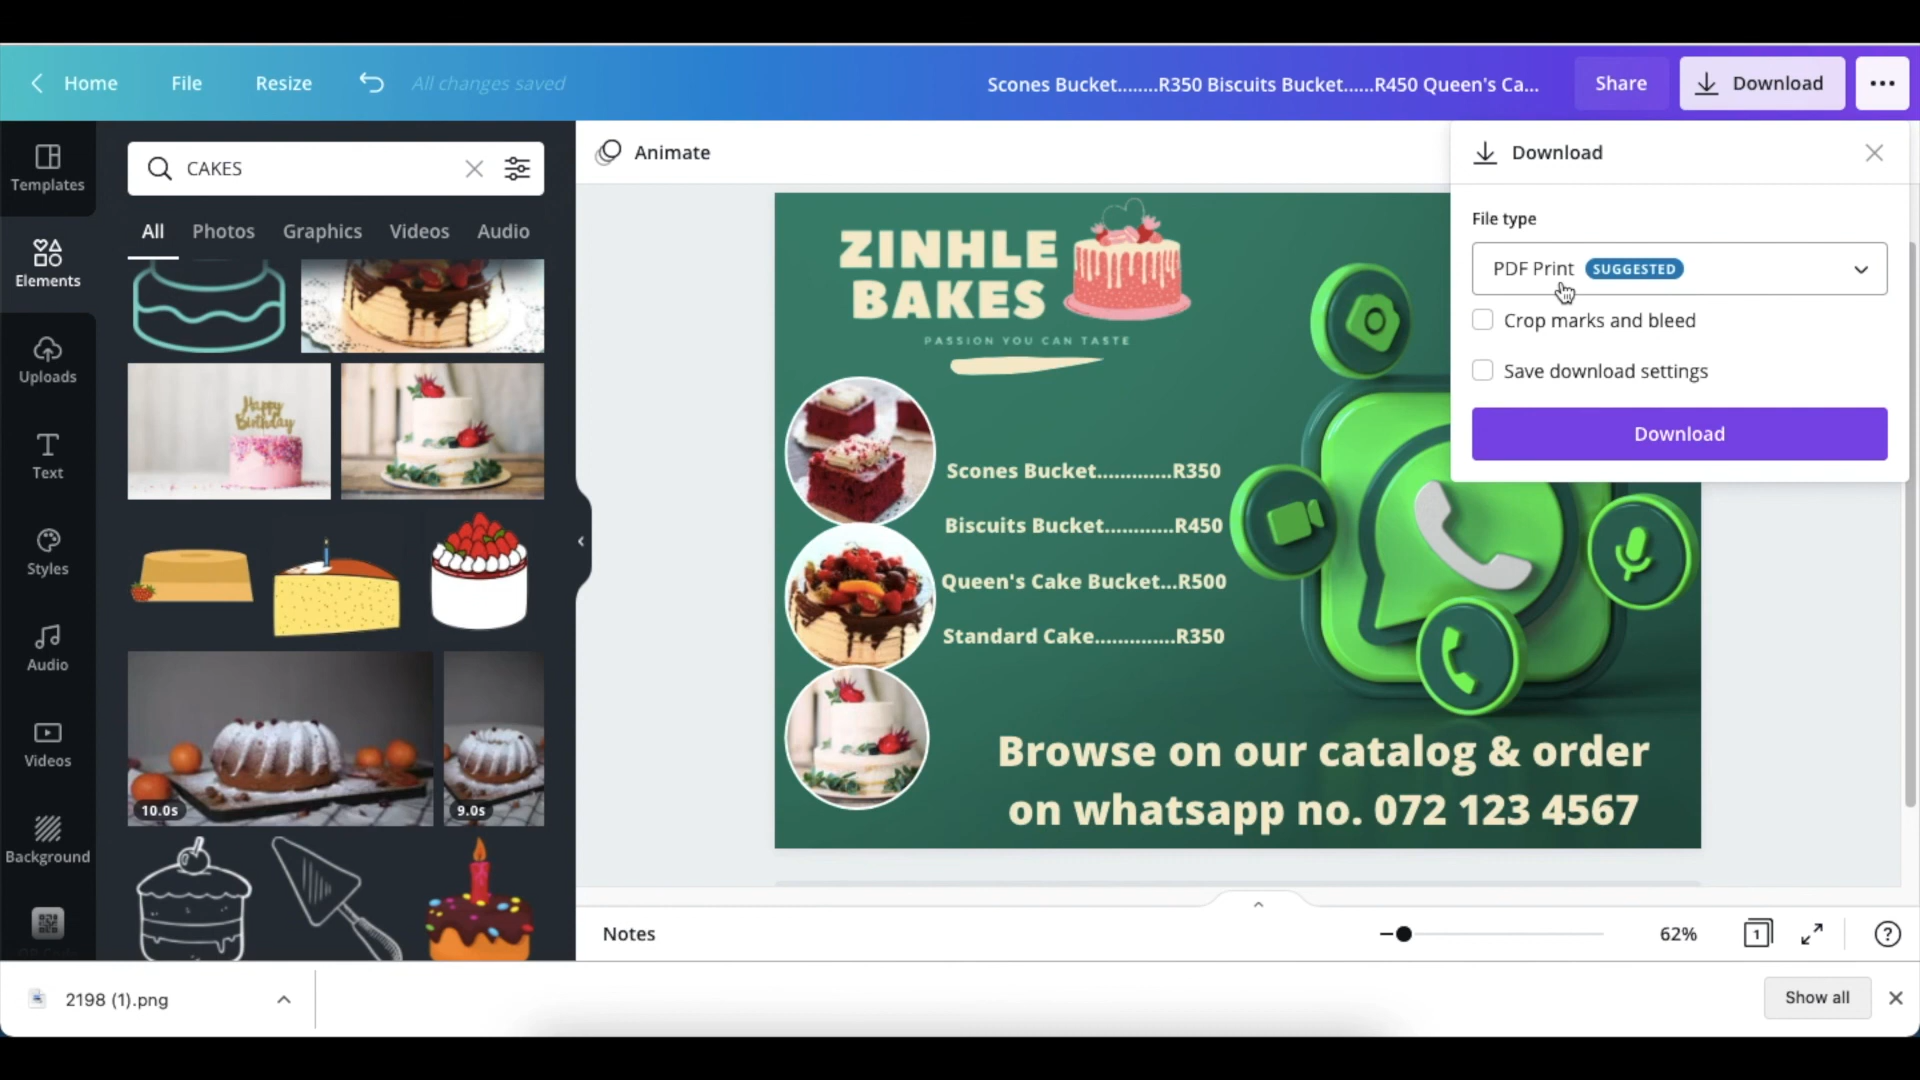 Home
File
Resize
All changes saved
Scones Bucket........R350 Biscuits Bucket......R450 Queen's Ca...
Share
Download
Templates
Elements
Uploads
Text
Styles
Audio
Videos
Background
CAKES
All
Photos
Graphics
Videos
Audio
Happy
Birthday
10.0s
9.0s
Animate
ZINHLE
BAKES
PASSION YOU CAN TASTE
Scones Bucket............R350
Biscuits Bucket...........R450
Queen's Cake Bucket...R500
Standard Cake.............R350
Browse on our catalog & order
on whatsapp no. 072 123 4567
Download
File type
PDF Print SUGGESTED
Crop marks and bleed
Save download settings
Download
Notes
62%
1
?
2198 (1).png
Show all